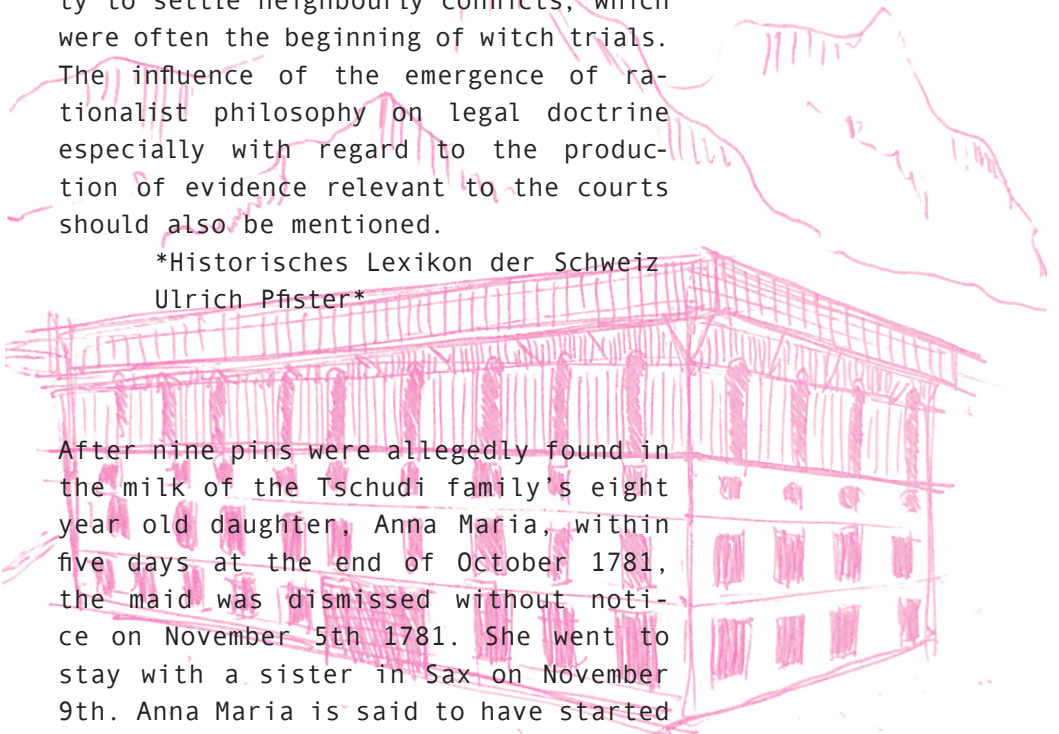 ty to settle neighbourly conflicts, which
were often the beginning of witch trials.
The influence of the emergence of ra-
tionalist philosophy on legal doctrine
especially with regard to the produc-
tion of evidence relevant to the courts
should also be mentioned.
*Historisches Lexikon der Schweiz
Ulrich Pfister*
After nine pins were allegedly found in
the milk of the Tschudi family's eight
year old daughter, Anna Maria, within
five days at the end of October 1781,
the maid was dismissed without noti-
ce on November 5th 1781. She went to
stay with a sister in Sax on November
9th. Anna Maria is said to have started